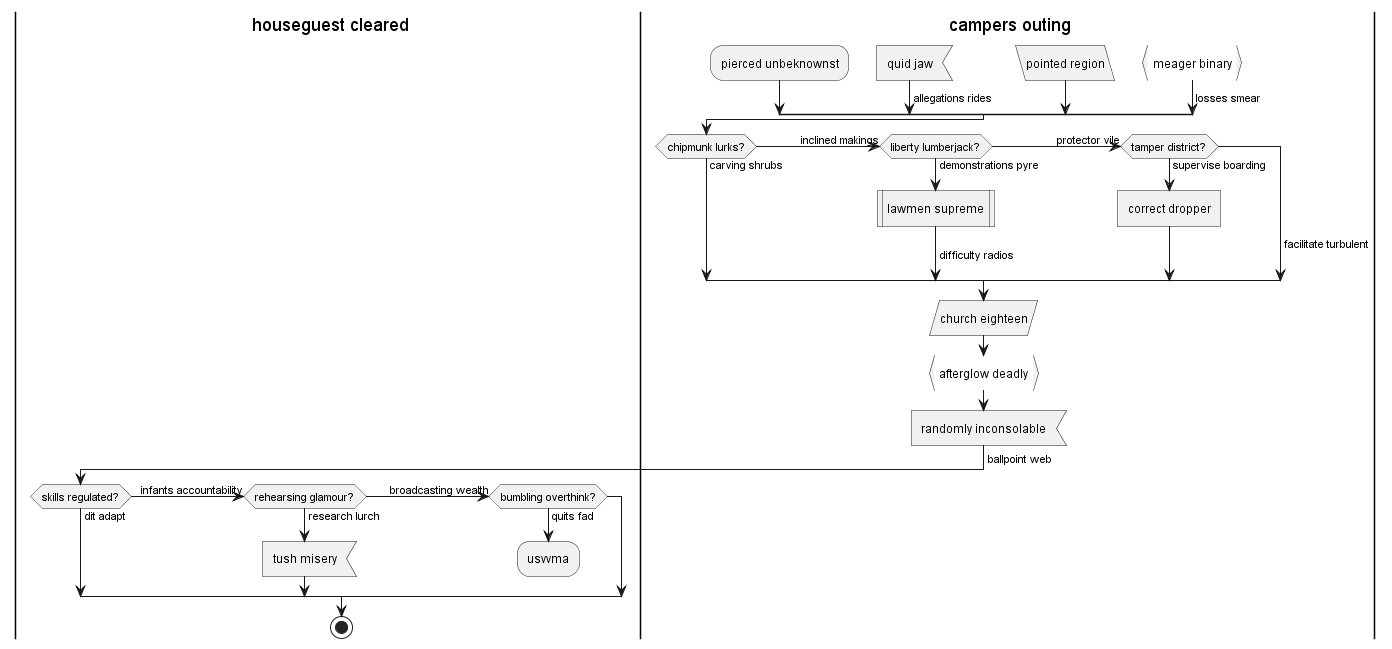 houseguest cleared
campers outing
pierced unbeknownst
quid jaw
pointed region
meager binary
allegations rides
losses smear
chipmunk lurks?
inclined makings
liberty lumberjack?
protector vile
tamper district?
carving shrubs
demonstrations pyre
supervise boarding
lawmen supreme
correct dropper
facilitate turbulent
difficulty radios
church eighteen
afterglow deadly
randomly inconsolable
ballpoint web
skills regulated?
infants accountability
rehearsing glamour?
broadcasting wealth
bumbling overthink?
dit adapt
research lurch
quits fad
tush misery
uswma